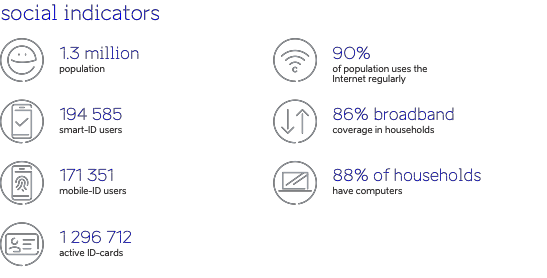 social indicators
1.3 million
population
194 585
smart-ID users
171 351
mobile-ID users
1 296 712
active ID-cards
90%
of population uses the
Internet regularly
86% broadband
coverage in households
88% of households
have computers